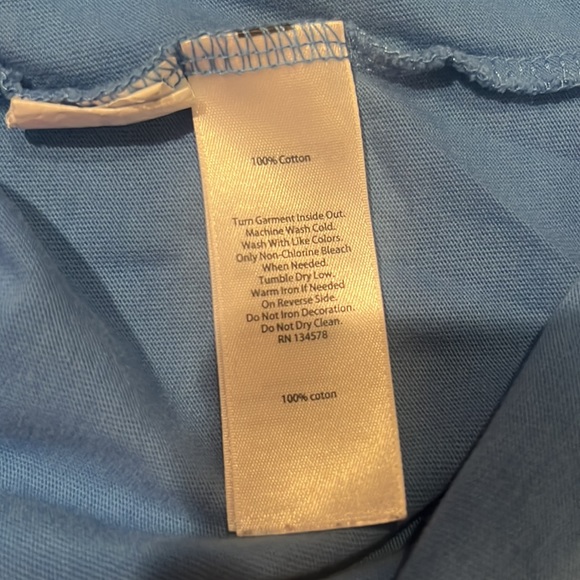 100% Cotton
Turn Garment Inside Out.
Machine Wash Cold.
Wash With Like Colors.
Only Non-Chlorine Bleach
When Needed.
Tumble Dry Low.
Warm Iron If Needed
On Reverse Side.
Do Not Iron Decoration.
Do Not Dry Clean.
RN 134578
100% coton